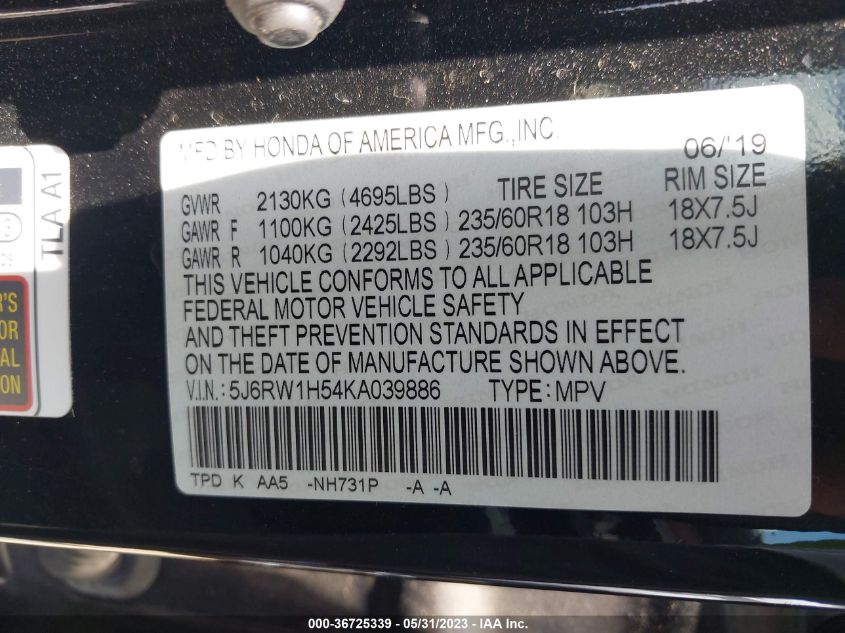 MFD BY HONDA OF AMERICA MFG.,INC. 06/'19
GVWR 2130KG (4695LBS) TIRE SIZE RIM SIZE
GAWR F 1100KG (2425LBS) 235/60R18 103H 18X7.5J
GAWR R 1040KG (2292LBS) 235/60R18 103H 18X7.5J
THIS VEHICLE CONFORMS TO ALL APPLICABLE
FEDERAL MOTOR VEHICLE SAFETY
AND THEFT PREVENTION STANDARDS IN EFFECT
ON THE DATE OF MANUFACTURE SHOWN ABOVE.
V.I.N.: 5J6RW1H54KA039886 TYPE: MPV
TPD K AA5 -NH731P -A -A
TLA A1
000-36725339 - 05/31/2023 - IAA Inc.